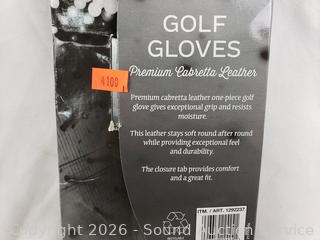 GOLF
GLOVES
Premium Cabretta Leather
Premium cabretta leather one-piece golf
glove gives exceptional grip and resists
moisture.
This leather stays soft round after round
while providing exceptional feel
and durability.
The closure tab provides comfort
and a great fit.
ITM. / ART. 1292237
Copyright 2026 - Sound Auction Service